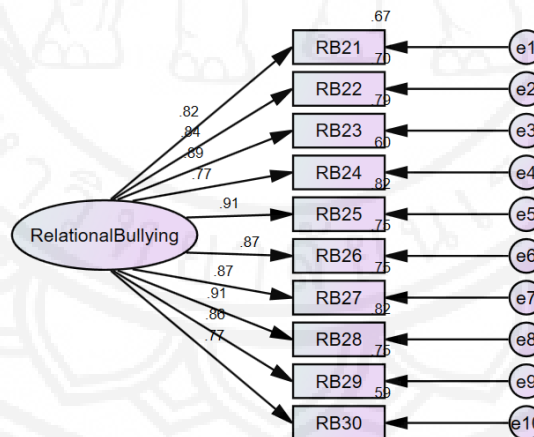 .67
RB21
e1
.70
RB22
e2
.79
RB23
e3
.60
RB24
e4
.82
RB25
e5
.75
RB26
e6
.75
RB27
e7
.82
RB28
e8
.75
RB29
e9
.59
RB30
e10
.82
.84
.89
.77
.91
.87
.87
.91
.86
.77
RelationalBullying